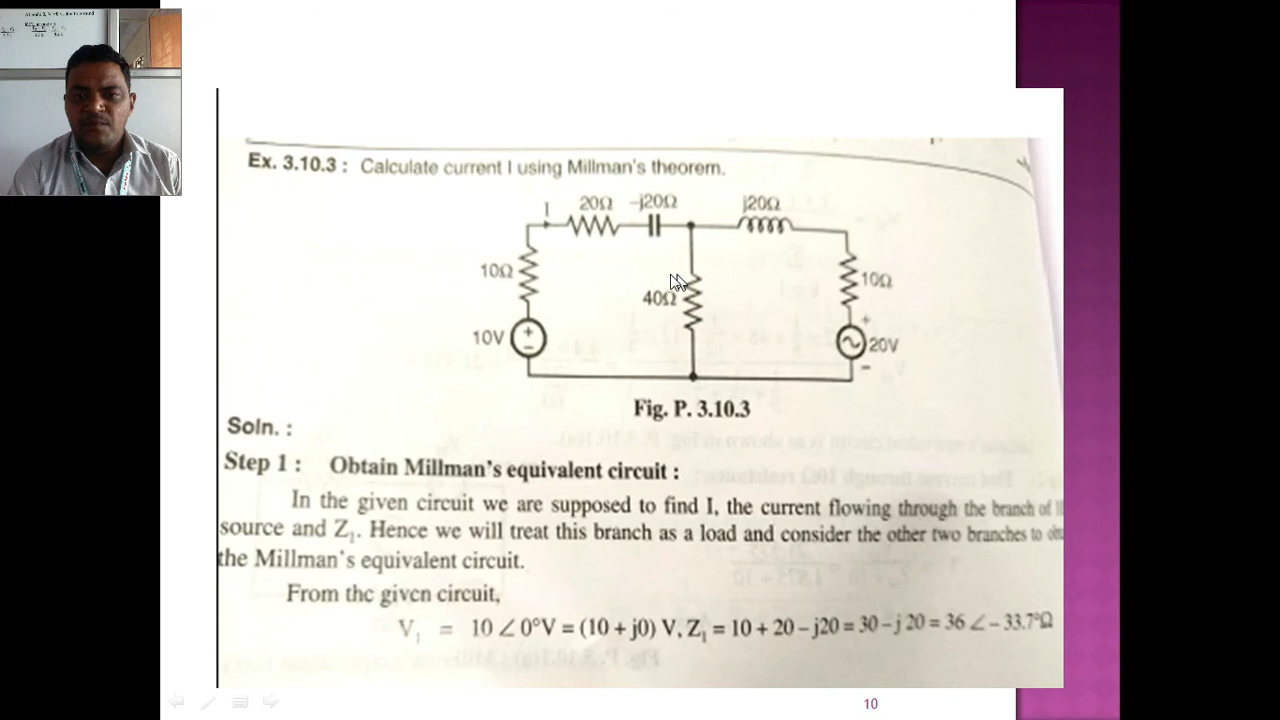 Ex. 3.10.3 : Calculate current I using Millman's theorem.
I 20Ω -j20Ω j20Ω
10Ω
40Ω
10Ω
10V
+
−
+
20V
−
Fig. P. 3.10.3
Soln. :
Step 1 : Obtain Millman's equivalent circuit :
In the given circuit we are supposed to find I, the current flowing through the branch of
source and Z₁. Hence we will treat this branch as a load and consider the other two branches to
the Millman's equivalent circuit.
From the given circuit,
V₁ = 10 ∠ 0°V = (10 + j0) V, Z₁ = 10 + 20 – j20 = 30 – j 20 = 36 ∠ – 33.7°Ω
10